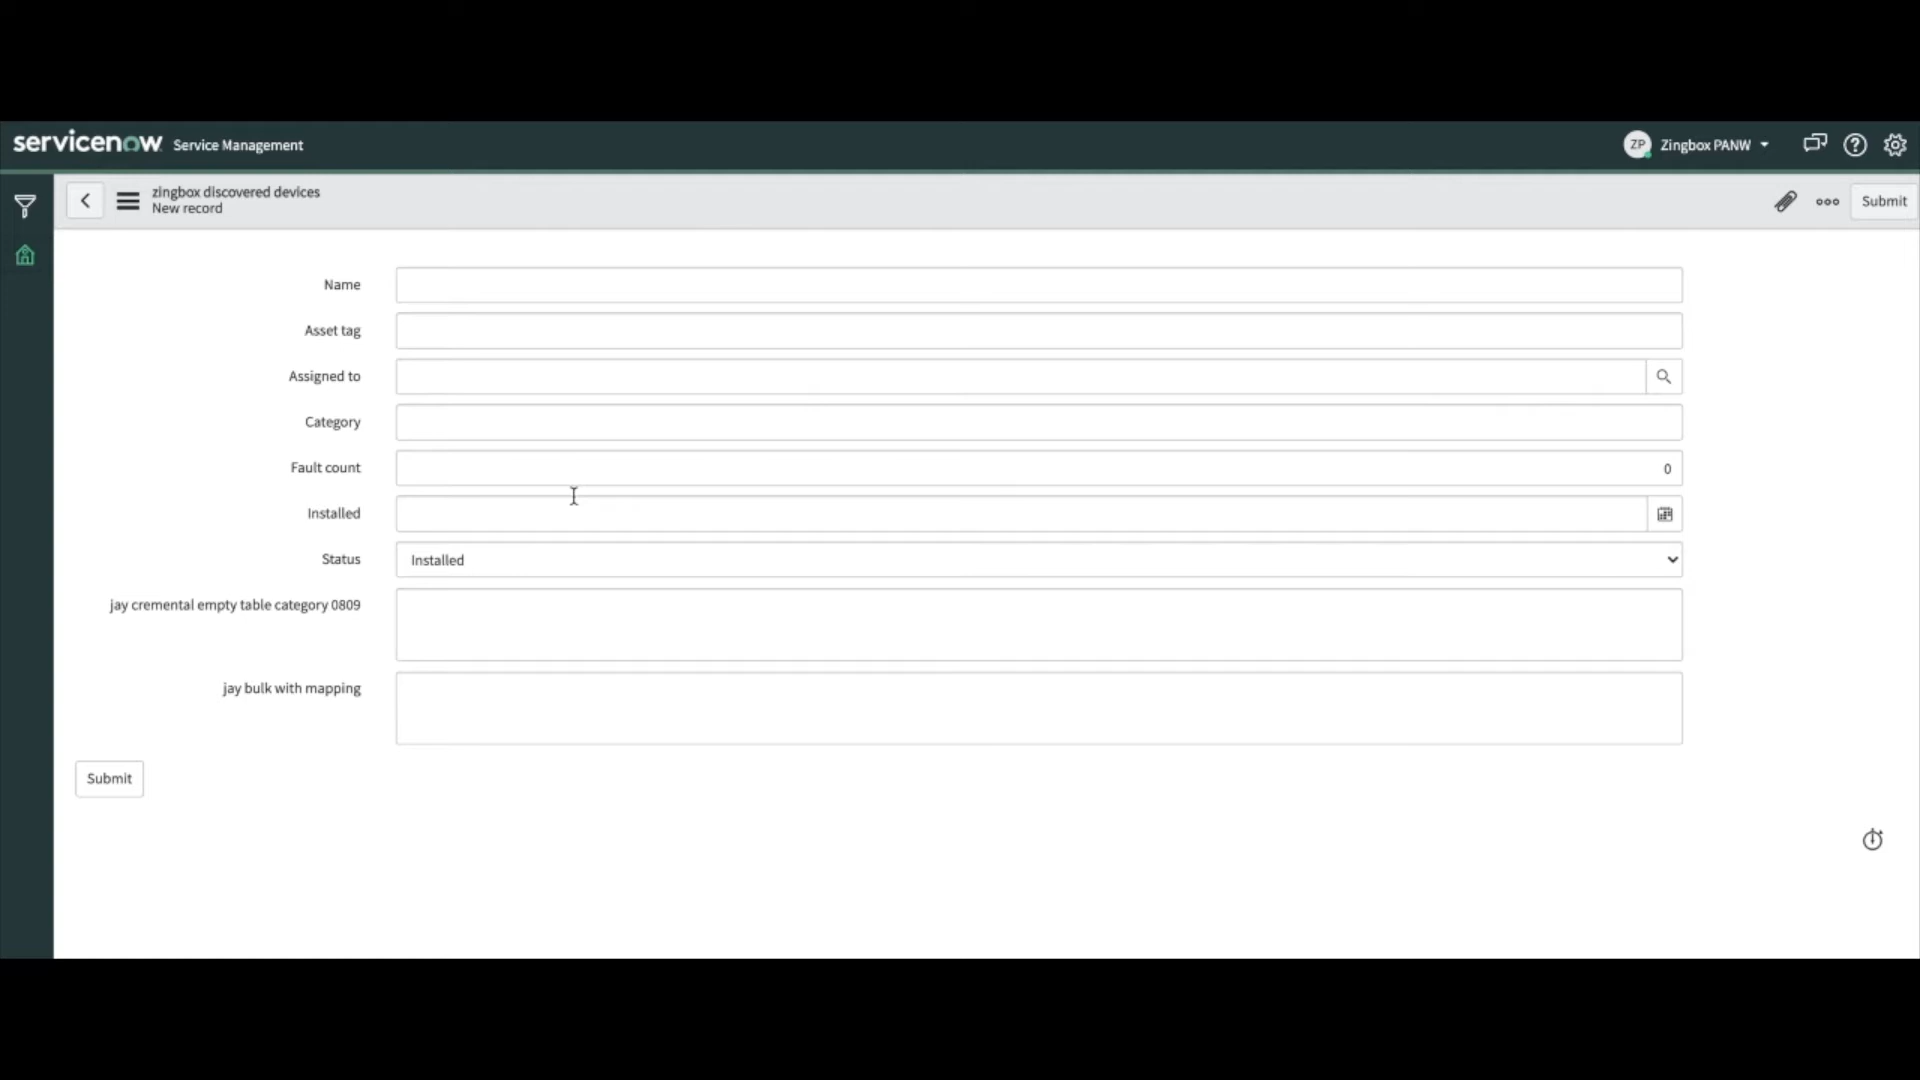 servicenow Service Management
ZP Zingbox PANW
zingbox discovered devices
New record
Submit
Name
Asset tag
Assigned to
Category
Fault count 0
Installed
Status Installed
jay cremental empty table category 0809
jay bulk with mapping
Submit